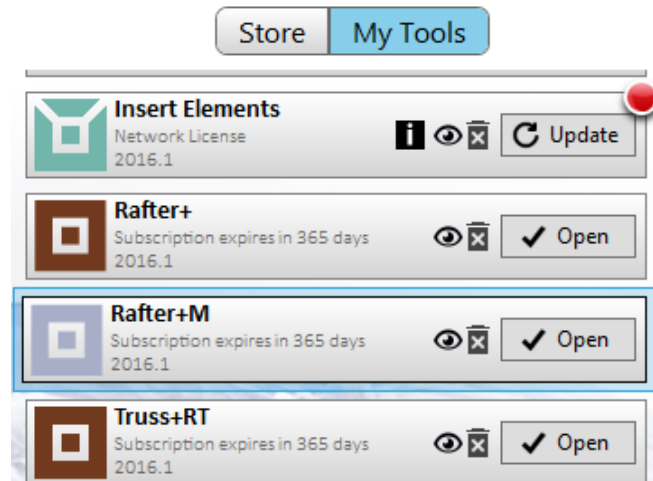 Store
My Tools
Insert Elements
Network License
2016.1
i
Update
Rafter+
Subscription expires in 365 days
2016.1
Open
Rafter+M
Subscription expires in 365 days
2016.1
Open
Truss+RT
Subscription expires in 365 days
2016.1
Open